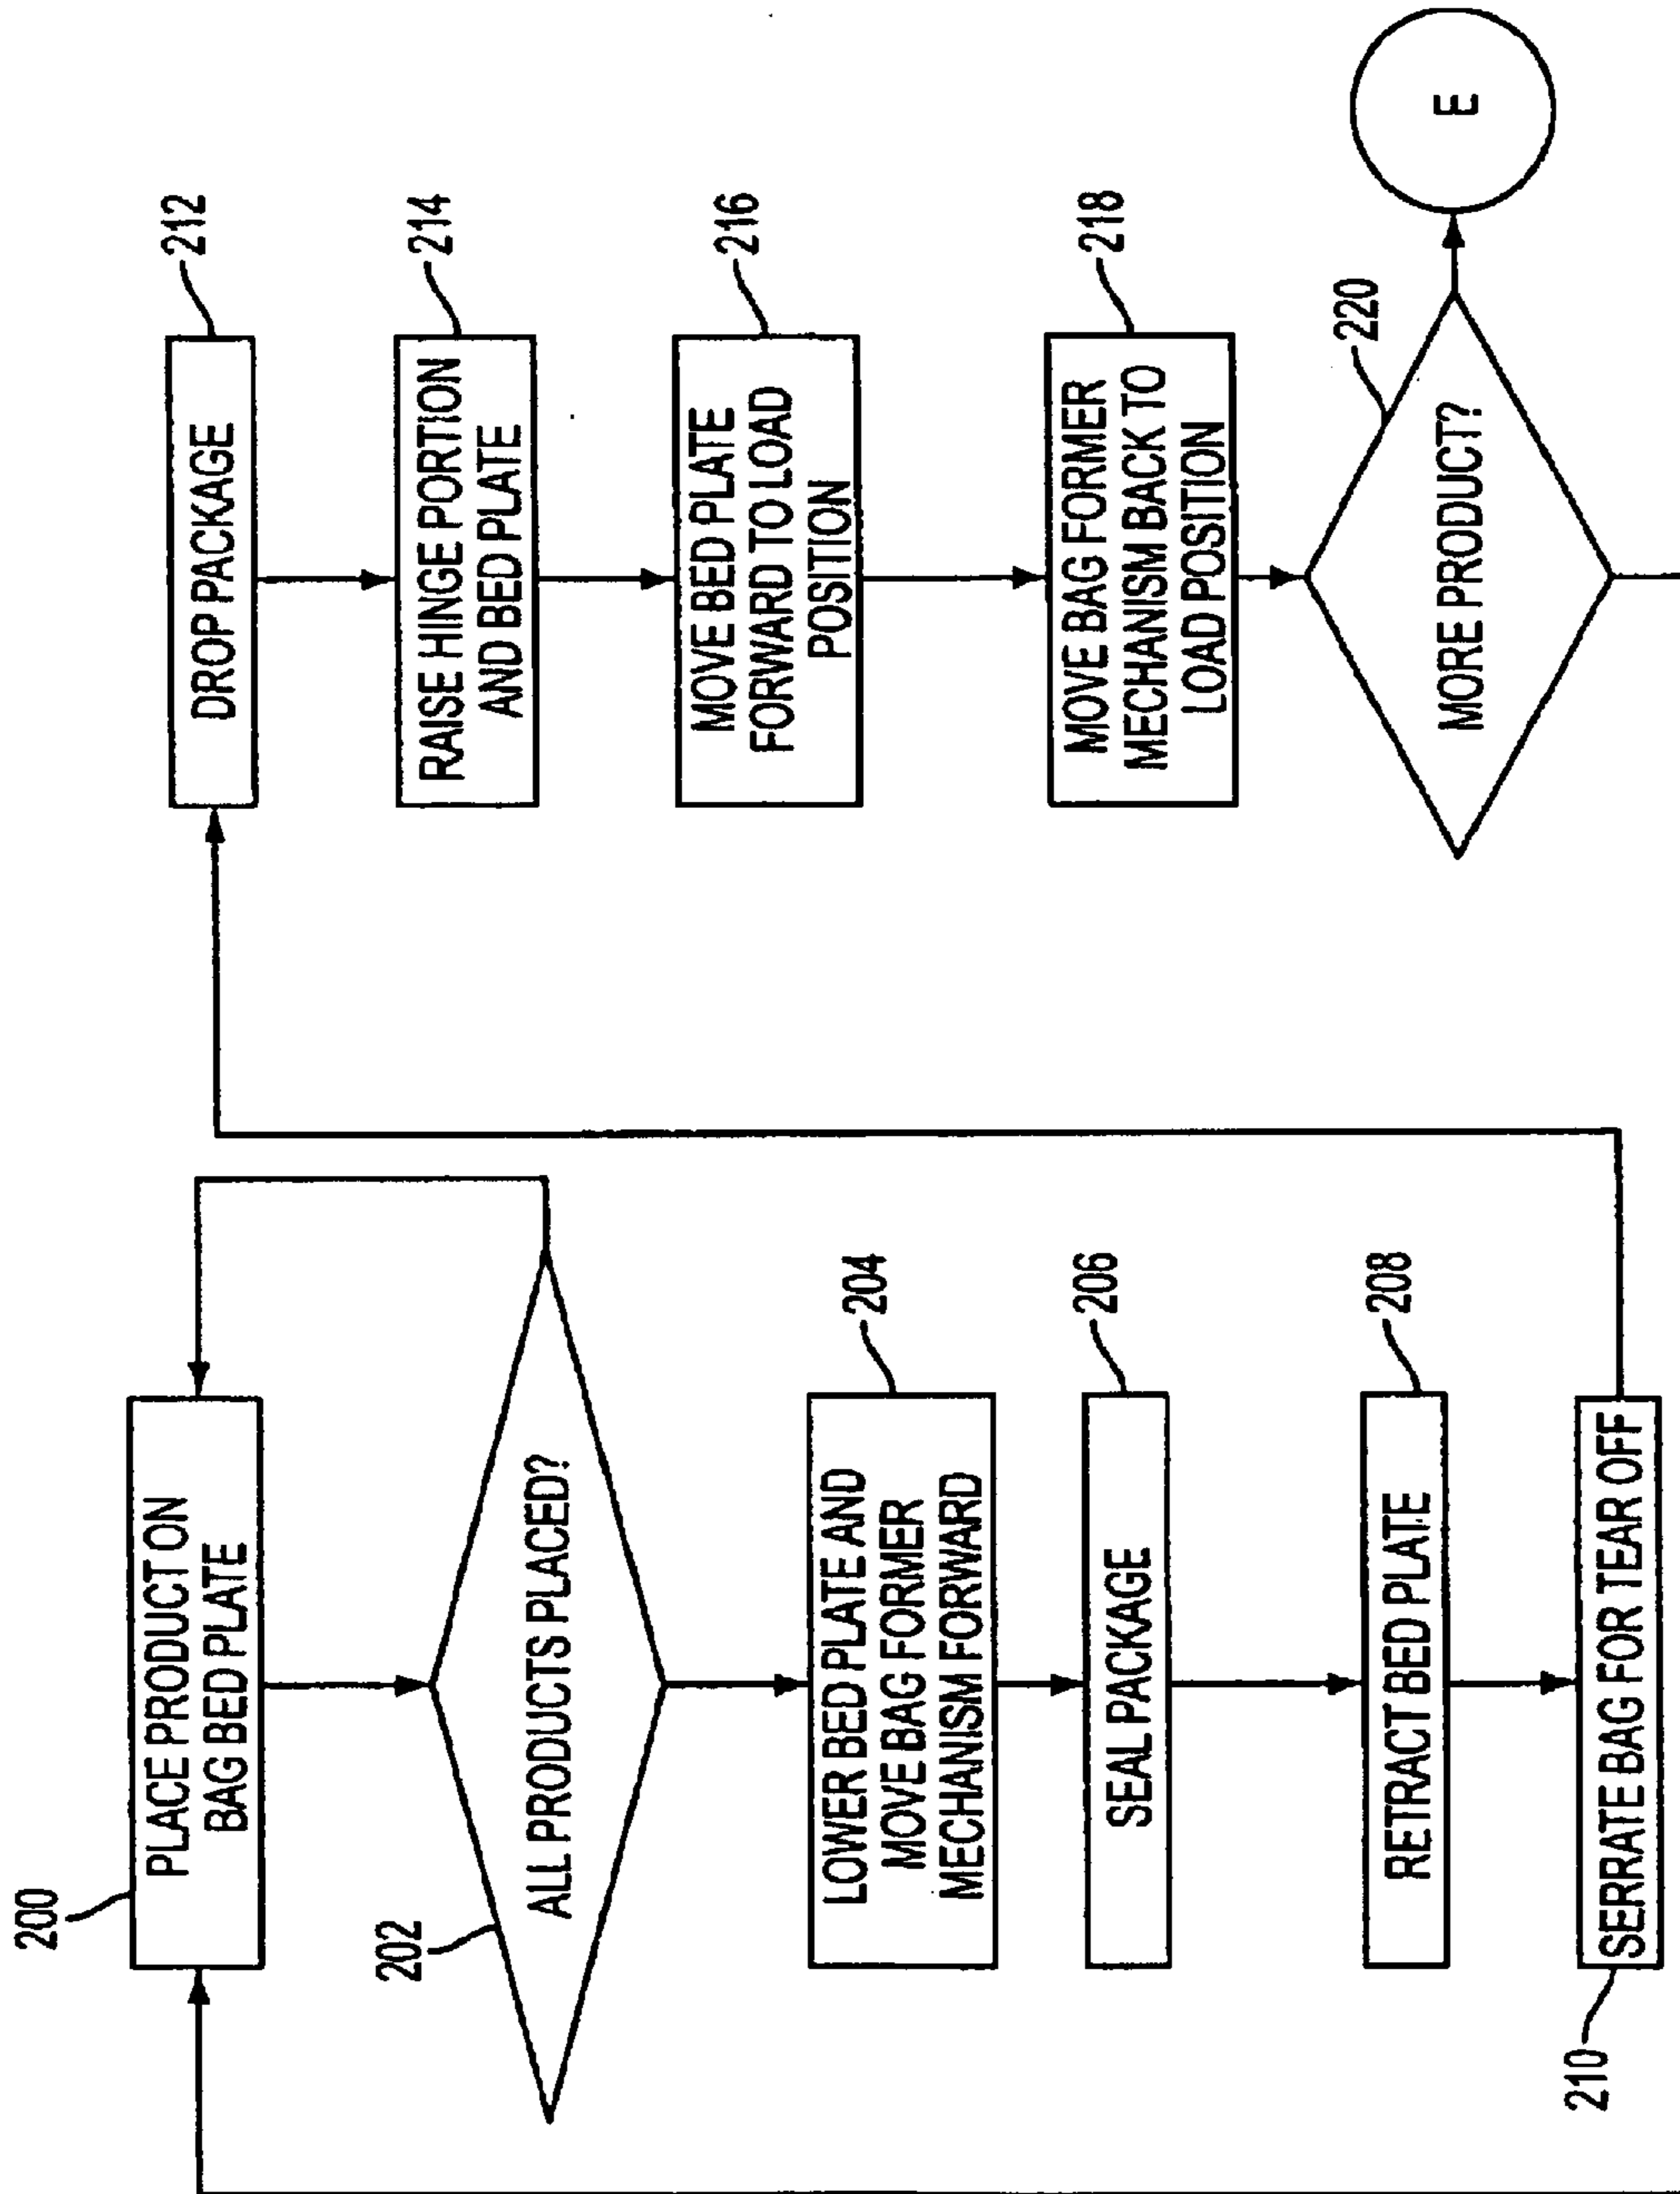 200
PLACE PRODUCT ON
BAG BED PLATE
202
ALL PRODUCTS PLACED?
204
LOWER BED PLATE AND
MOVE BAG FORMER
MECHANISM FORWARD
206
SEAL PACKAGE
208
RETRACT BED PLATE
210
SERRATE BAG FOR TEAR OFF
212
DROP PACKAGE
214
RAISE HINGE PORTION
AND BED PLATE
216
MOVE BED PLATE
FORWARD TO LOAD
POSITION
218
MOVE BAG FORMER
MECHANISM BACK TO
LOAD POSITION
220
MORE PRODUCT?
E